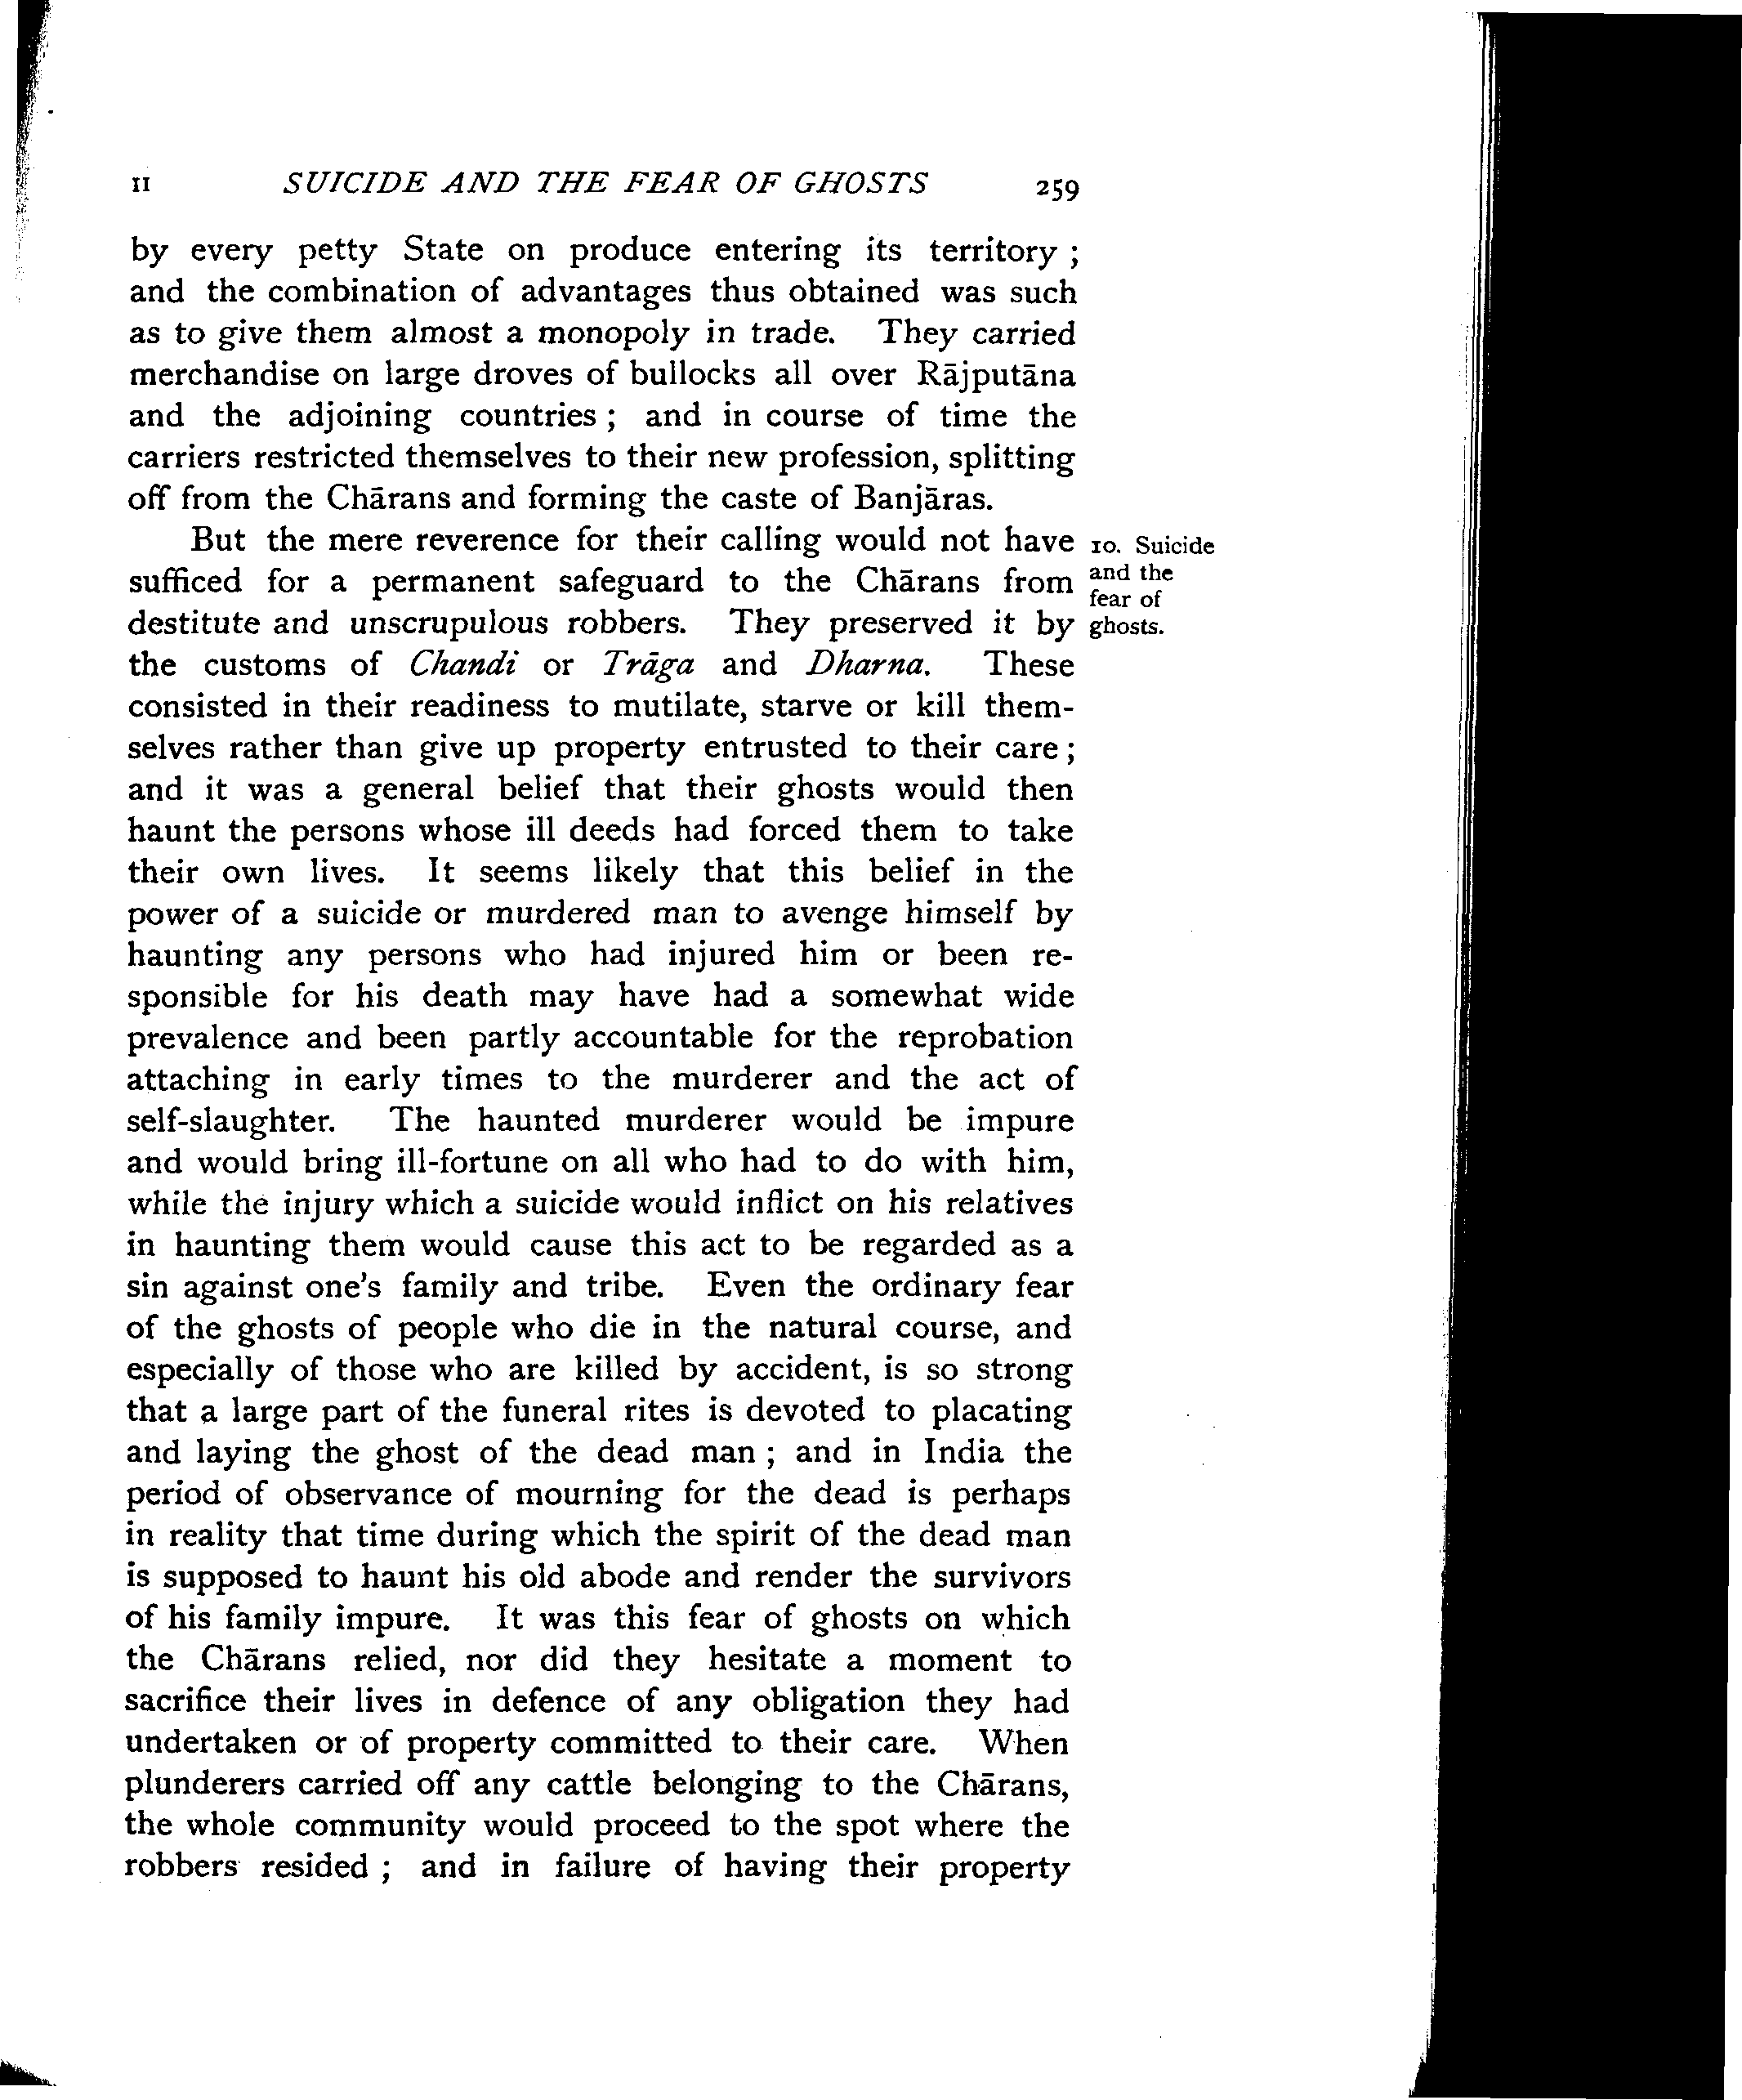 II SUICIDE AND THE FEAR OF GHOSTS 259
by every petty State on produce entering its territory ;
and the combination of advantages thus obtained was such
as to give them almost a monopoly in trade. They carried
merchandise on large droves of bullocks all over Rājputāna
and the adjoining countries ; and in course of time the
carriers restricted themselves to their new profession, splitting
off from the Chārans and forming the caste of Banjāras.
But the mere reverence for their calling would not have
sufficed for a permanent safeguard to the Chārans from
destitute and unscrupulous robbers. They preserved it by
the customs of Chandi or Trāga and Dharna. These
consisted in their readiness to mutilate, starve or kill them-
selves rather than give up property entrusted to their care ;
and it was a general belief that their ghosts would then
haunt the persons whose ill deeds had forced them to take
their own lives. It seems likely that this belief in the
power of a suicide or murdered man to avenge himself by
haunting any persons who had injured him or been re-
sponsible for his death may have had a somewhat wide
prevalence and been partly accountable for the reprobation
attaching in early times to the murderer and the act of
self-slaughter. The haunted murderer would be impure
and would bring ill-fortune on all who had to do with him,
while the injury which a suicide would inflict on his relatives
in haunting them would cause this act to be regarded as a
sin against one's family and tribe. Even the ordinary fear
of the ghosts of people who die in the natural course, and
especially of those who are killed by accident, is so strong
that a large part of the funeral rites is devoted to placating
and laying the ghost of the dead man ; and in India the
period of observance of mourning for the dead is perhaps
in reality that time during which the spirit of the dead man
is supposed to haunt his old abode and render the survivors
of his family impure. It was this fear of ghosts on which
the Chārans relied, nor did they hesitate a moment to
sacrifice their lives in defence of any obligation they had
undertaken or of property committed to their care. When
plunderers carried off any cattle belonging to the Chārans,
the whole community would proceed to the spot where the
robbers resided ; and in failure of having their property
10. Suicide
and the
fear of
ghosts.